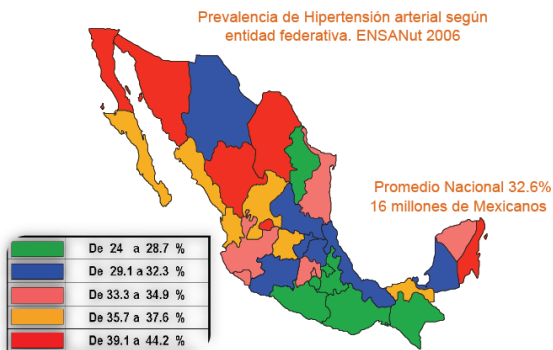 Prevalencia de Hipertensión arterial según
entidad federativa. ENSANut 2006
Promedio Nacional 32.6%
16 millones de Mexicanos
De 24 a 28.7 %
De 29.1 a 32.3 %
De 33.3 a 34.9 %
De 35.7 a 37.6 %
De 39.1 a 44.2 %